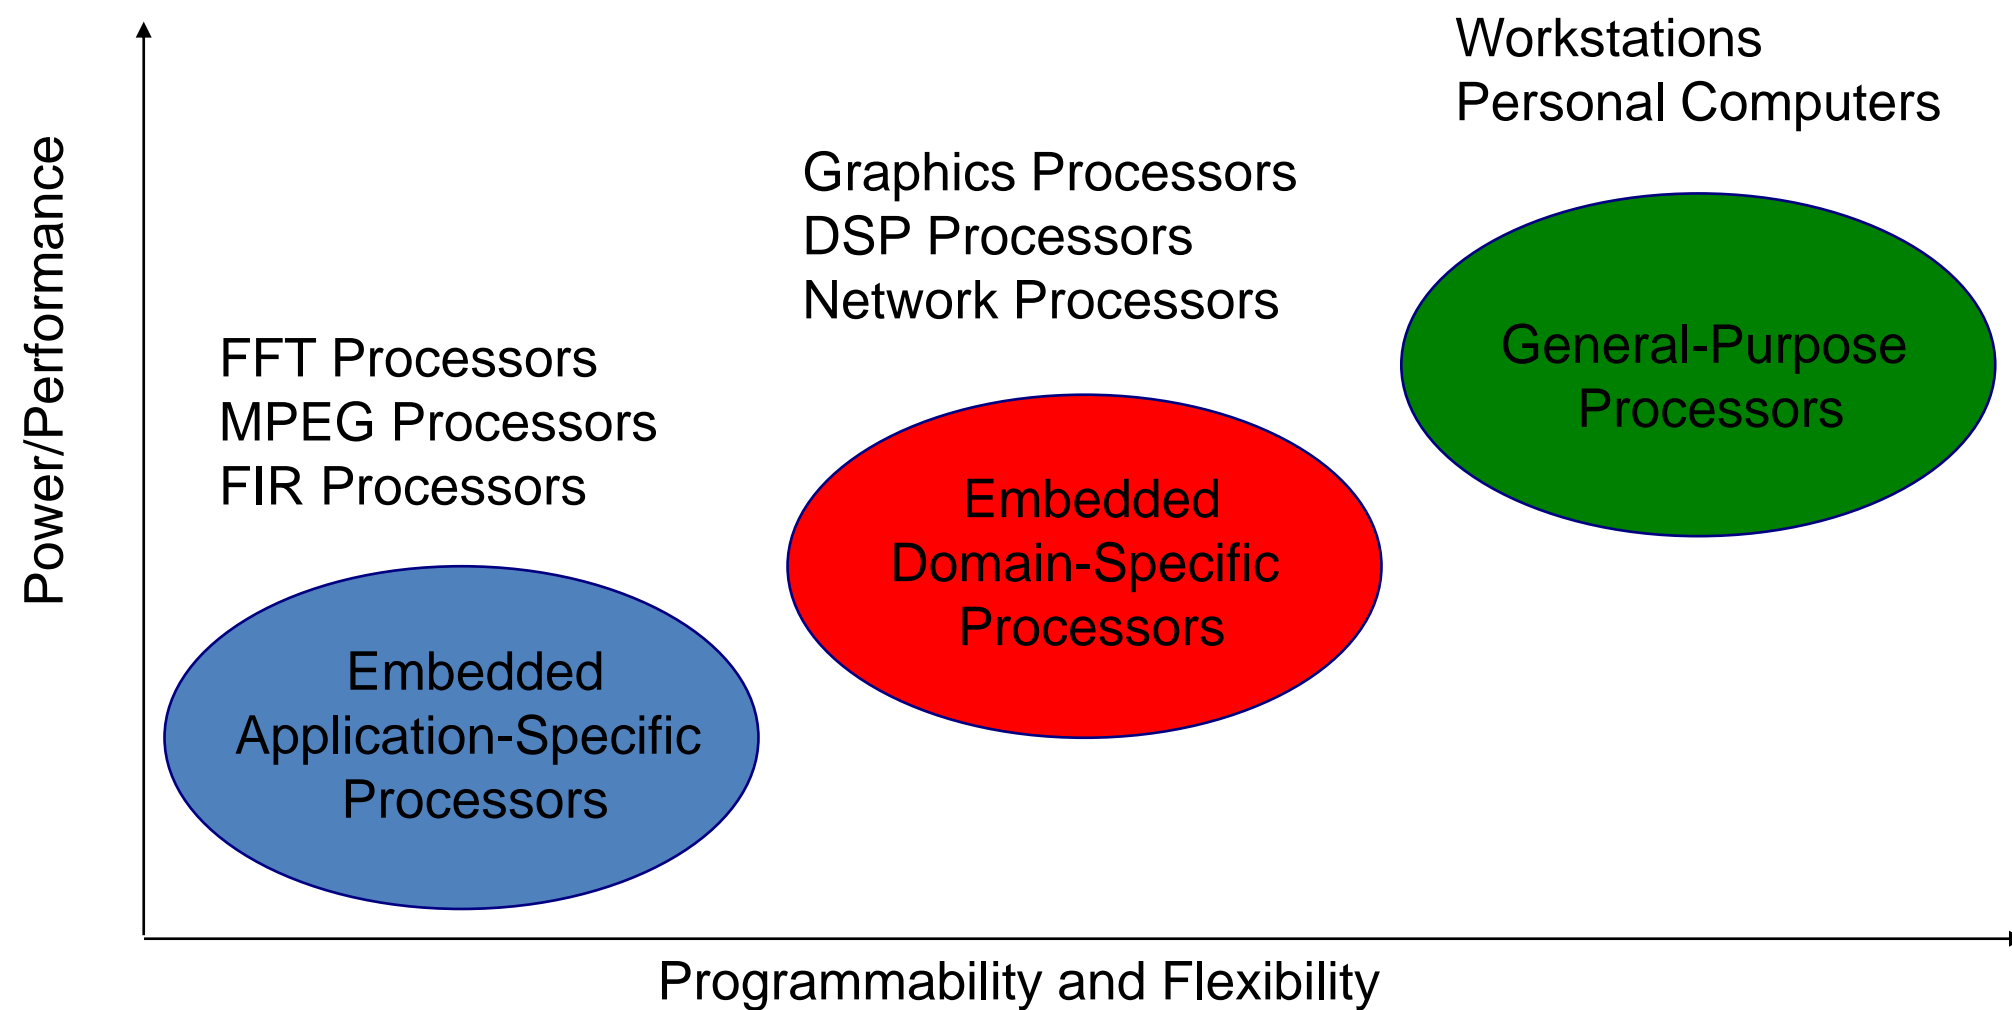 Workstations
Personal Computers
Graphics Processors
DSP Processors
Network Processors
FFT Processors
MPEG Processors
FIR Processors
General-Purpose
Processors
Embedded
Domain-Specific
Processors
Embedded
Application-Specific
Processors
Power/Performance
Programmability and Flexibility